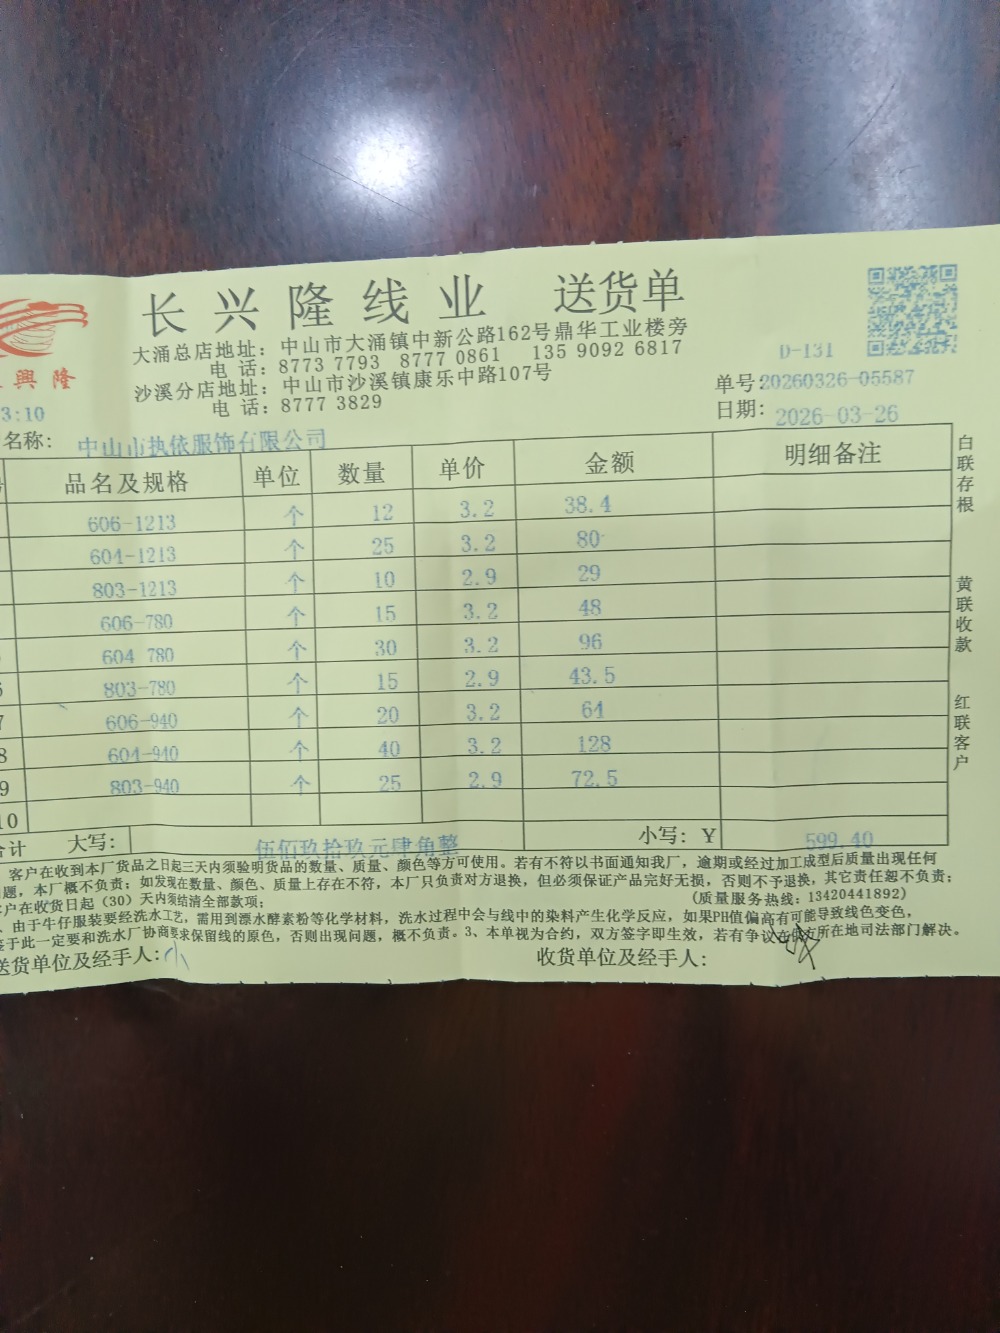 长兴隆线业 送货单
大涌总店地址：中山市大涌镇中新公路162号鼎华工业楼旁
电 话：8773 7793 8777 0861 135 9092 6817
沙溪分店地址：中山市沙溪镇康乐中路107号
电 话：8777 3829
興 隆
D-131
单号：20260326-05587
3:10
日期：2026-03-26
名称：中山市执依服饰有限公司
品名及规格 单位 数量 单价 金额 明细备注
606-1213 个 12 3.2 38.4
604-1213 个 25 3.2 80
803-1213 个 10 2.9 29
606-780 个 15 3.2 48
604-780 个 30 3.2 96
803-780 个 15 2.9 43.5
7 606-940 个 20 3.2 64
8 604-940 个 40 3.2 128
9 803-940 个 25 2.9 72.5
10
合计 大写：伍佰玖拾玖元肆角整 小写：Y 599.40
白联存根
黄联收款
红联客户
客户在收到本厂货品之日起三天内须验明货品的数量、质量、颜色等方可使用。若有不符以书面通知我厂，逾期或经过加工成型后质量出现任何
题，本厂概不负责；如发现在数量、颜色、质量上存在不符，本厂只负责对方退换，但必须保证产品完好无损，否则不予退换，其它责任恕不负责；
户在收货日起（30）天内须结清全部款项； (质量服务热线：13420441892)
、由于牛仔服装要经洗水工艺，需用到漂水酵素粉等化学材料，洗水过程中会与线中的染料产生化学反应，如果PH值偏高有可能导致线色变色，
鉴于此一定要和洗水厂协商要求保留线的原色，否则出现问题，概不负责。3、本单视为合约，双方签字即生效，若有争议在供方所在地司法部门解决。
送货单位及经手人：小 收货单位及经手人：